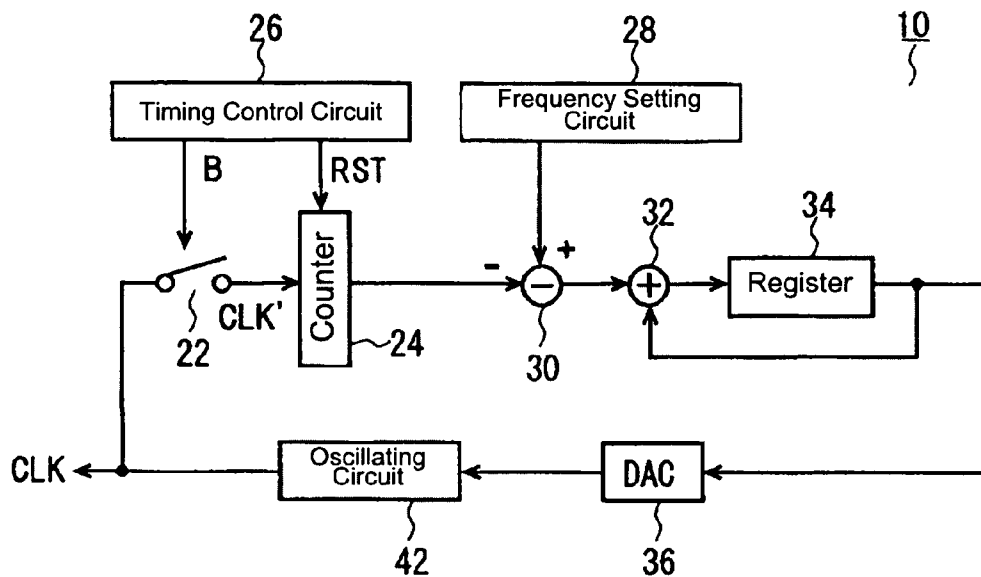 26
28
10
Timing Control Circuit
Frequency Setting
Circuit
B
RST
+
32
34
-
−
+
Register
CLK'
Counter
22
24
30
CLK
Oscillating
Circuit
DAC
42
36